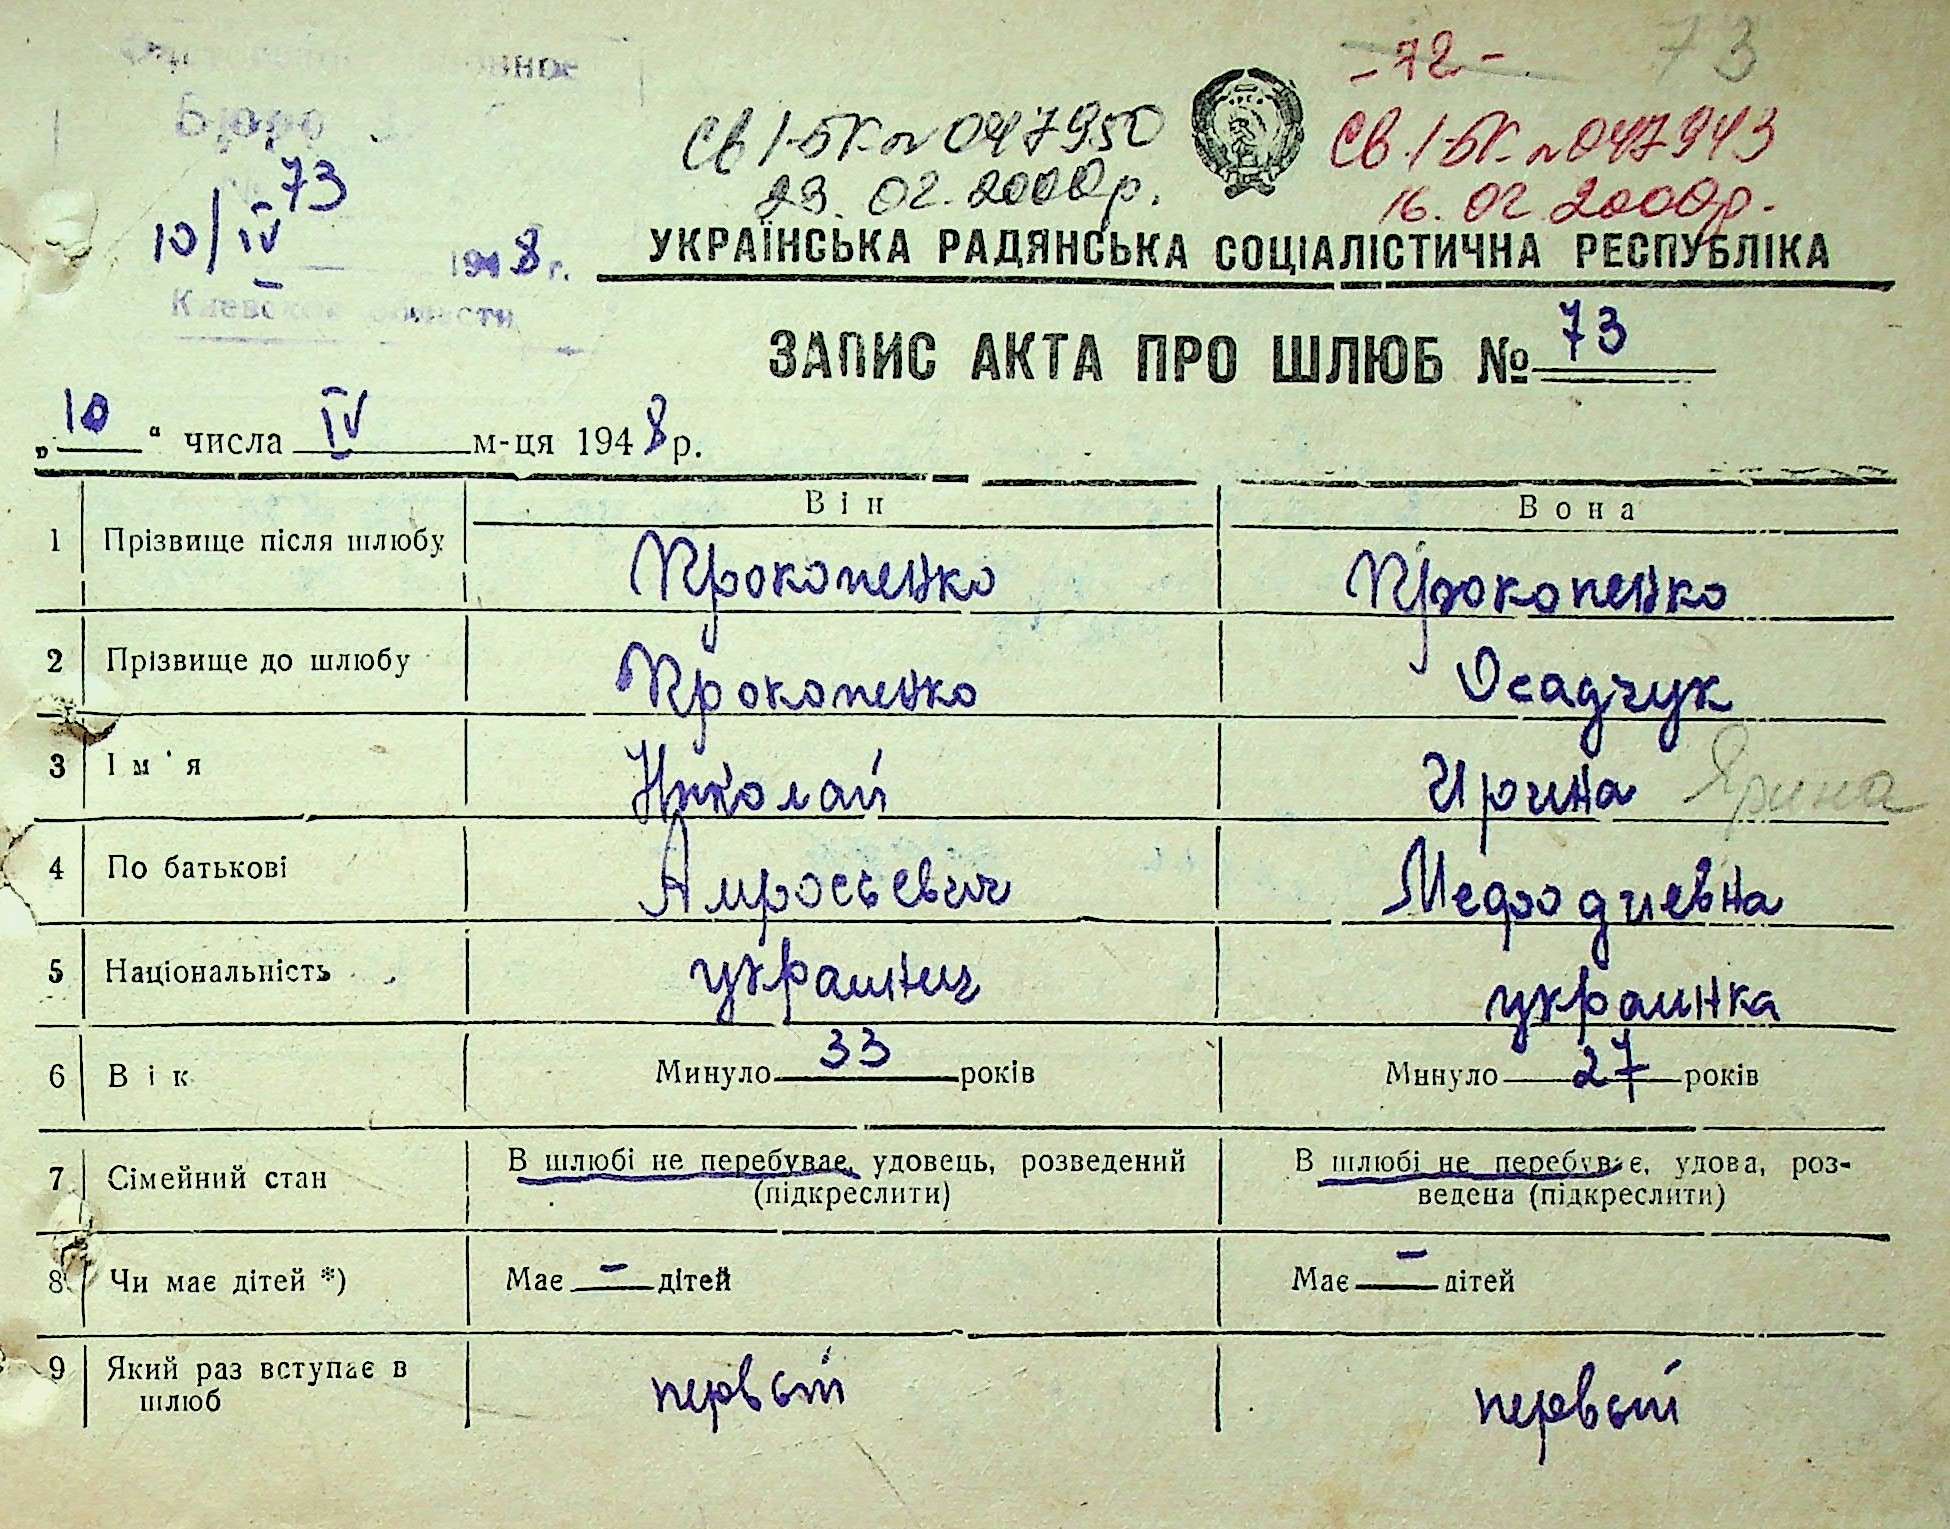 - 72 - 73
Бюро
73
10/IV 1948 г.
Киевской области
Св I-БК № 047950
23.02.2000р.
Св I-БК № 047943
16.02.2000р.
УКРАЇНСЬКА РАДЯНСЬКА СОЦІАЛІСТИЧНА РЕСПУБЛІКА
ЗАПИС АКТА ПРО ШЛЮБ № 73
„10“ числа IV м-ця 1948 р.
Він Вона
1 Прізвище після шлюбу Прокопенко Прокопенко
2 Прізвище до шлюбу Прокопенко Осадчук
3 Ім'я Николай Ирина Ярина
4 По батькові Амросьевич Мефодиевна
5 Національність украинец украинка
6 Вік Минуло 33 років Минуло 27 років
7 Сімейний стан В шлюбі не перебуває, удовець, розведений В шлюбі не перебуває, удова, роз-
(підкреслити) ведена (підкреслити)
8 Чи має дітей *) Має – дітей Має – дітей
9 Який раз вступає в
шлюб первый первый